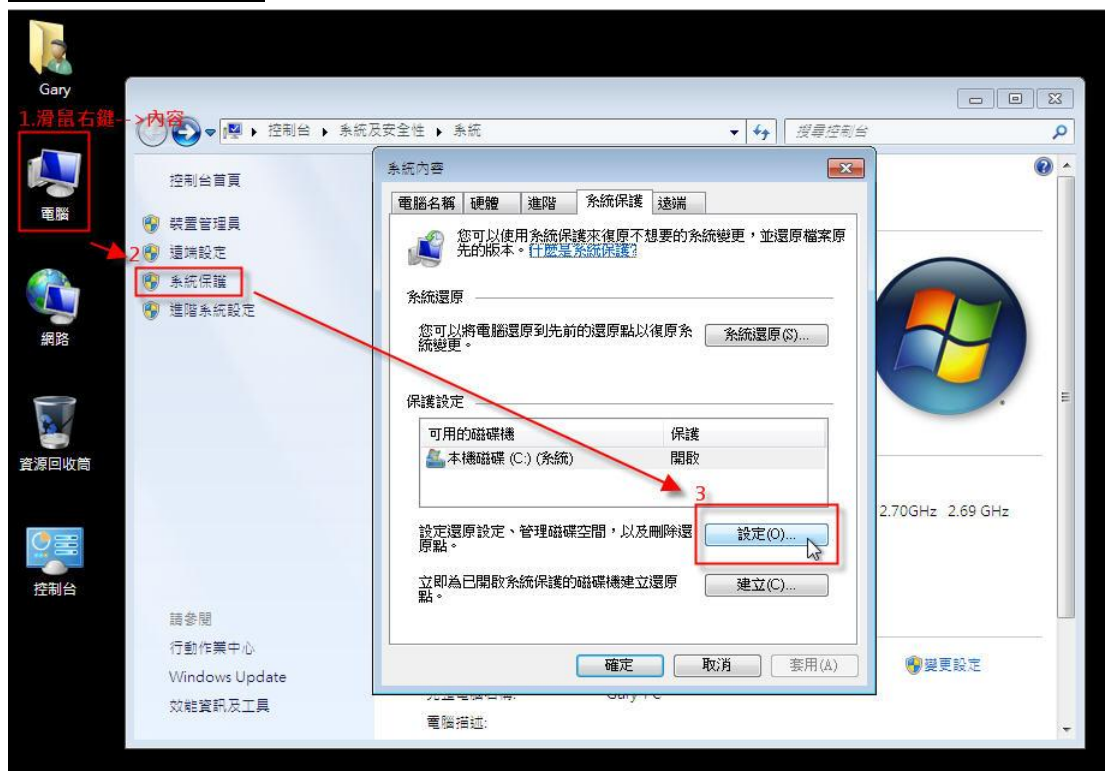 Gary
1.滑鼠右鍵-->內容
電腦
網路
資源回收筒
控制台
控制台 ▸ 系統及安全性 ▸ 系統
搜尋控制台
控制台首頁
裝置管理員
2
遠端設定
系統保護
進階系統設定
請參閱
行動作業中心
Windows Update
效能資訊及工具
系統內容
電腦名稱 硬體 進階 系統保護 遠端
您可以使用系統保護來復原不想要的系統變更,並還原檔案原
先的版本。什麼是系統保護?
系統還原
您可以將電腦還原到先前的還原點以復原系
統變更。
系統還原(S)...
保護設定
可用的磁碟機 保護
本機磁碟 (C:) (系統) 開啟
3
設定還原設定、管理磁碟空間,以及刪除還
原點。
設定(O)...
立即為已開啟系統保護的磁碟機建立還原
點。
建立(C)...
確定 取消 套用(A)
2.70GHz 2.69 GHz
變更設定
電腦描述: